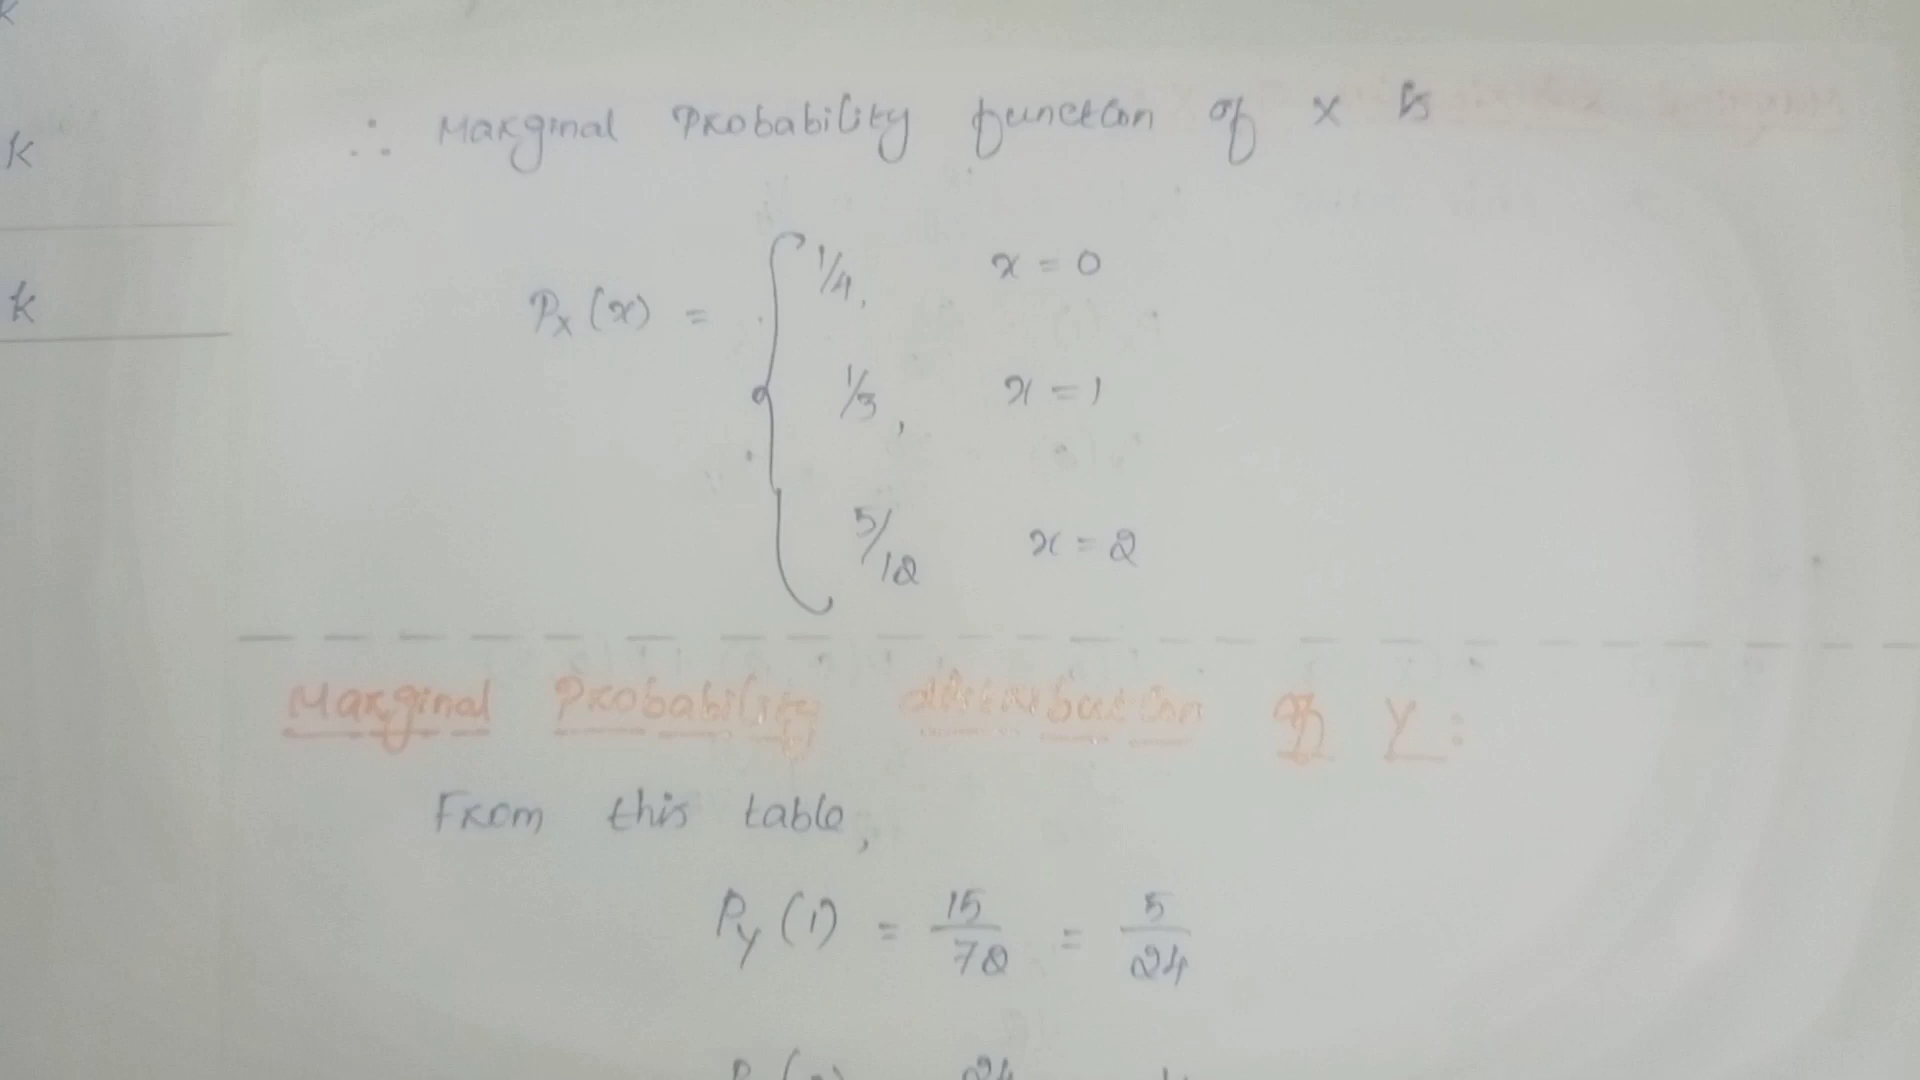 k
k
∴ Marginal Probability function of x is
Px(x) = { 1/4, x = 0
1/3, x = 1
5/12 x = 2
Marginal Probability distribution of Y:
From this table,
Py(1) = 15/72 = 5/24